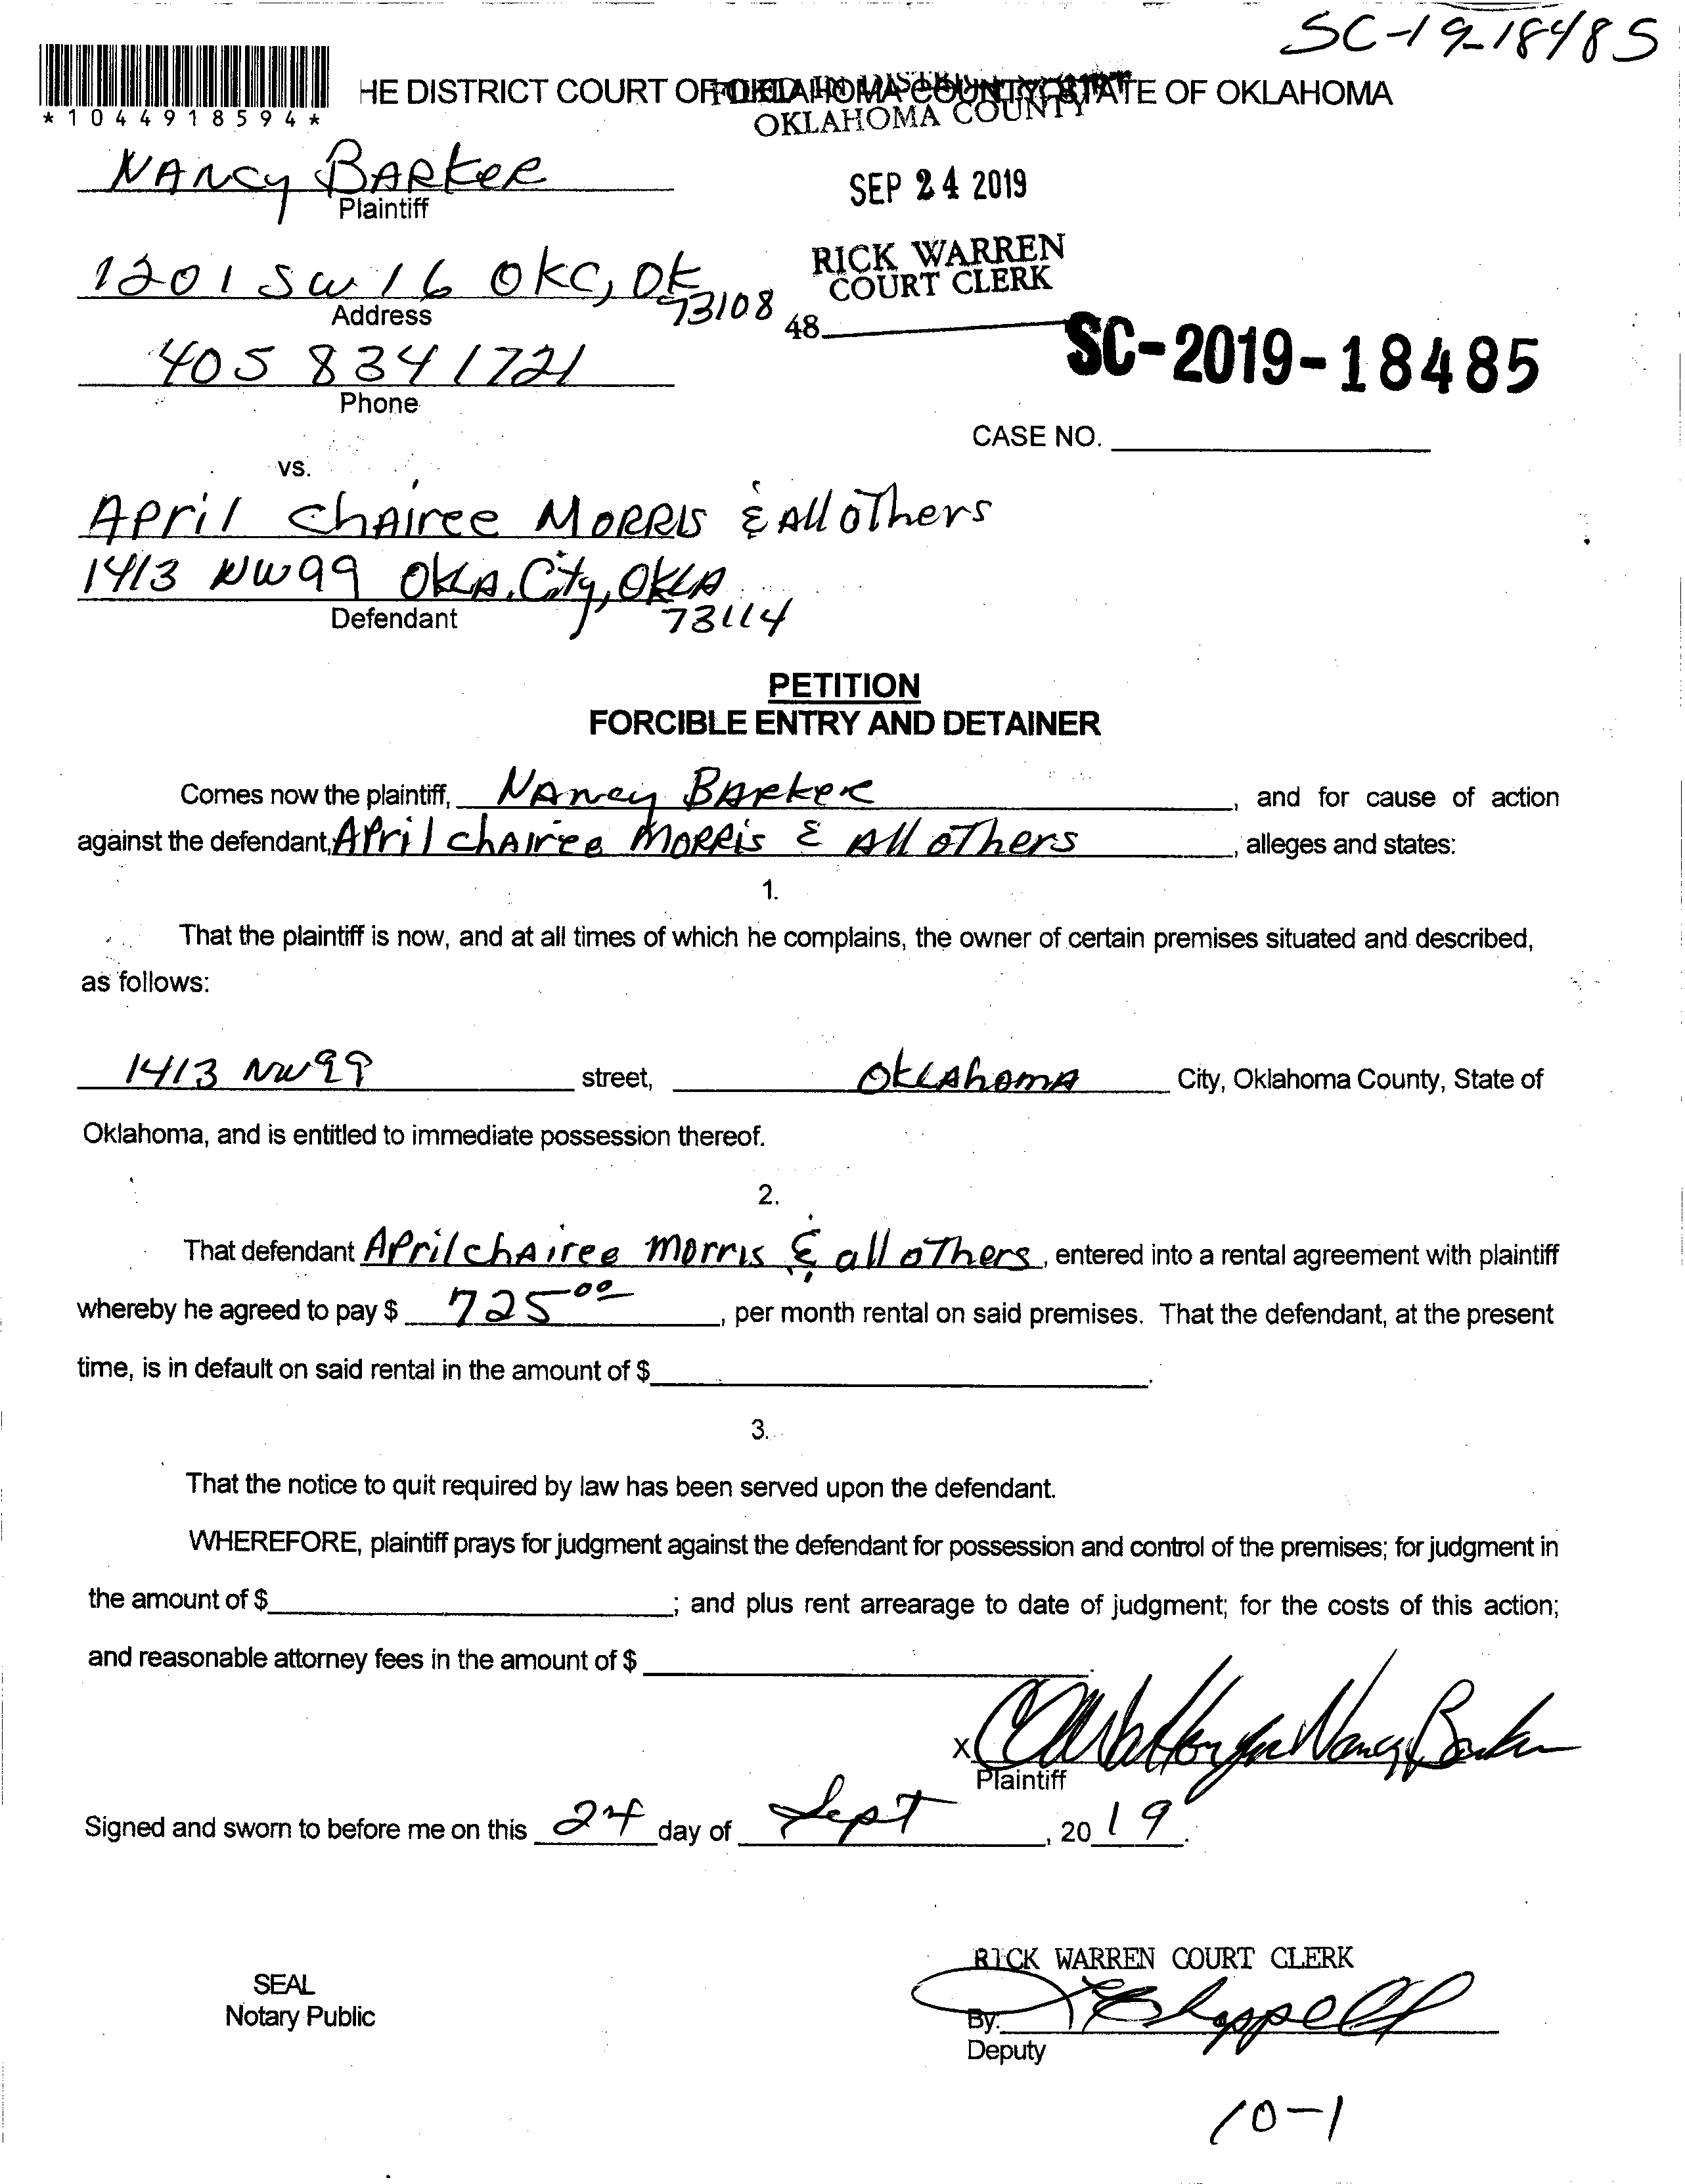 SC-19-18485
*1044918594*
HE DISTRICT COURT OF OKLAHOMA COUNTY, STATE OF OKLAHOMA
FILED IN DISTRICT COURT
OKLAHOMA COUNTY
NANCY BARKER
Plaintiff
SEP 24 2019
1201 SW 16 OKC, OK 73108
Address
RICK WARREN
COURT CLERK
48
405 834 1721
Phone
SC-2019-18485
CASE NO.
vs.
April ChAiree MORRIS & All oThers
1413 NW 99 OKLA. City, OKLA 73114
Defendant
PETITION
FORCIBLE ENTRY AND DETAINER
Comes now the plaintiff, NANCY BARKER, and for cause of action
against the defendant, April chAiree MORRis & All oThers, alleges and states:
1.
That the plaintiff is now, and at all times of which he complains, the owner of certain premises situated and described,
as follows:
1413 NW 99 street, OKLAhomA City, Oklahoma County, State of
Oklahoma, and is entitled to immediate possession thereof.
2.
That defendant April chAiree morris & all oThers, entered into a rental agreement with plaintiff
whereby he agreed to pay $ 725 00, per month rental on said premises. That the defendant, at the present
time, is in default on said rental in the amount of $.
3.
That the notice to quit required by law has been served upon the defendant.
WHEREFORE, plaintiff prays for judgment against the defendant for possession and control of the premises; for judgment in
the amount of $; and plus rent arrearage to date of judgment; for the costs of this action;
and reasonable attorney fees in the amount of $.
x for Nancy Barker
Plaintiff
Signed and sworn to before me on this 24 day of Sept, 2019.
RICK WARREN COURT CLERK
SEAL
Notary Public
By: Chappell
Deputy
10-1